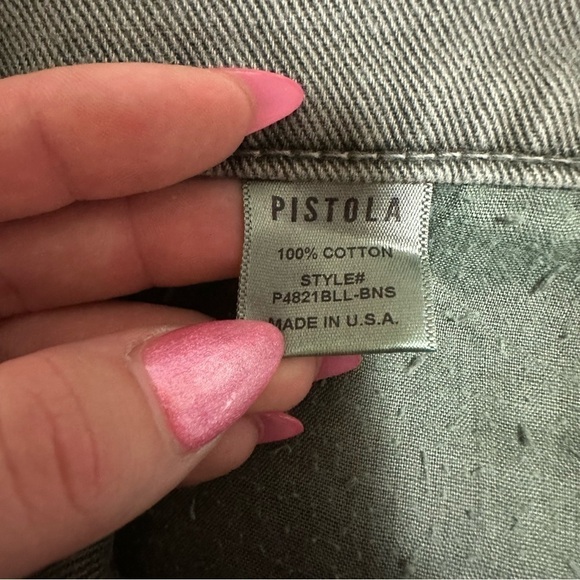 PISTOLA
100% COTTON
STYLE#
P4821BLL-BNS
MADE IN U.S.A.